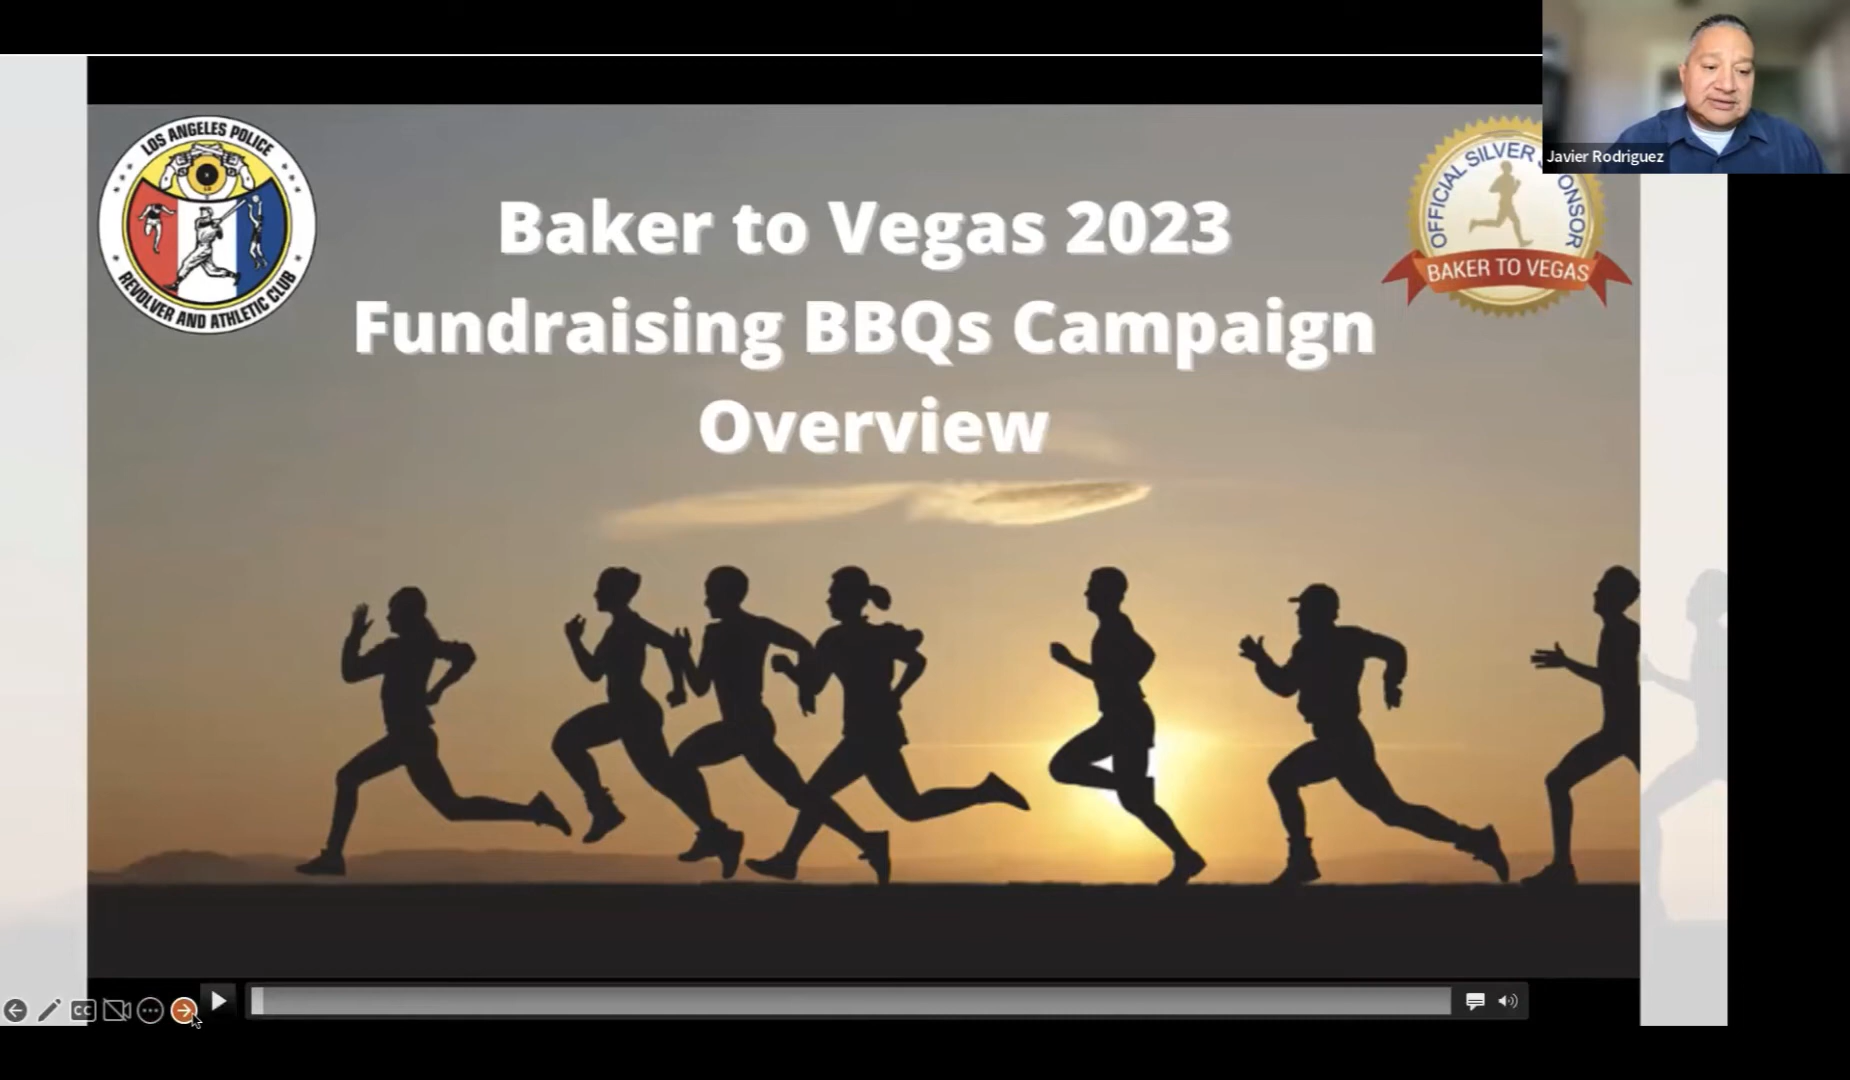 LOS ANGELES POLICE
REVOLVER AND ATHLETIC CLUB
Baker to Vegas 2023
Fundraising BBQs Campaign
Overview
OFFICIAL SILVER
BAKER TO VEGAS
Javier Rodriguez
CC